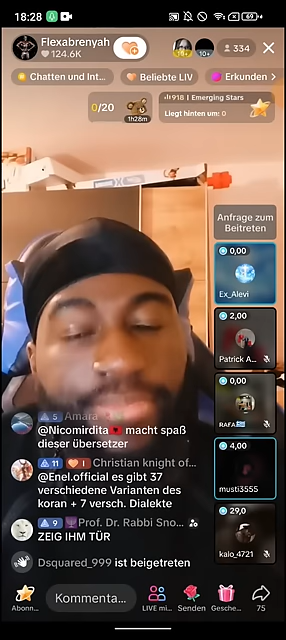 18:28
69
Flexabrenyah
124.6K
10+
334
Chatten und Int...
Beliebte LIV
Erkunden >
0/20
1h28m
918 | Emerging Stars
Liegt hinten um: 0
Anfrage zum
Beitreten
0,00
Ex_Alevi
2,00
Patrick A...
0,00
RAFA
4,00
musti3555
29,0
kalo_4721
5 Amara
@Nicomirdita macht spaß
dieser übersetzer
11 I Christian knight of...
@Enel.official es gibt 37
verschiedene Varianten des
koran + 7 versch. Dialekte
9 Prof. Dr. Rabbi Sno...
ZEIG IHM TÜR
Dsquared_999 ist beigetreten
Abonn...
Kommenta...
LIVE mi...
Senden
Gesche...
75